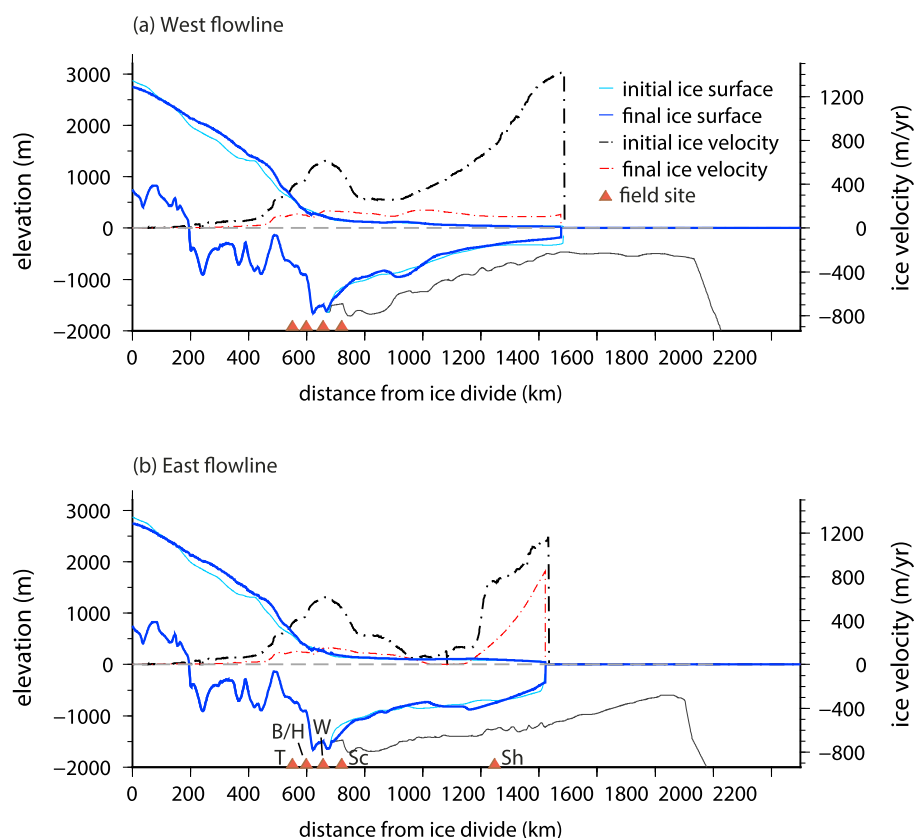 (a) West flowline
3000
2000
1000
0
−1000
−2000
elevation (m)
1200
800
400
0
−400
−800
ice velocity (m/yr)
initial ice surface
final ice surface
initial ice velocity
final ice velocity
field site
0 200 400 600 800 1000 1200 1400 1600 1800 2000 2200
distance from ice divide (km)
(b) East flowline
3000
2000
1000
0
−1000
−2000
elevation (m)
1200
800
400
0
−400
−800
ice velocity (m/yr)
B/H W
T Sc Sh
0 200 400 600 800 1000 1200 1400 1600 1800 2000 2200
distance from ice divide (km)